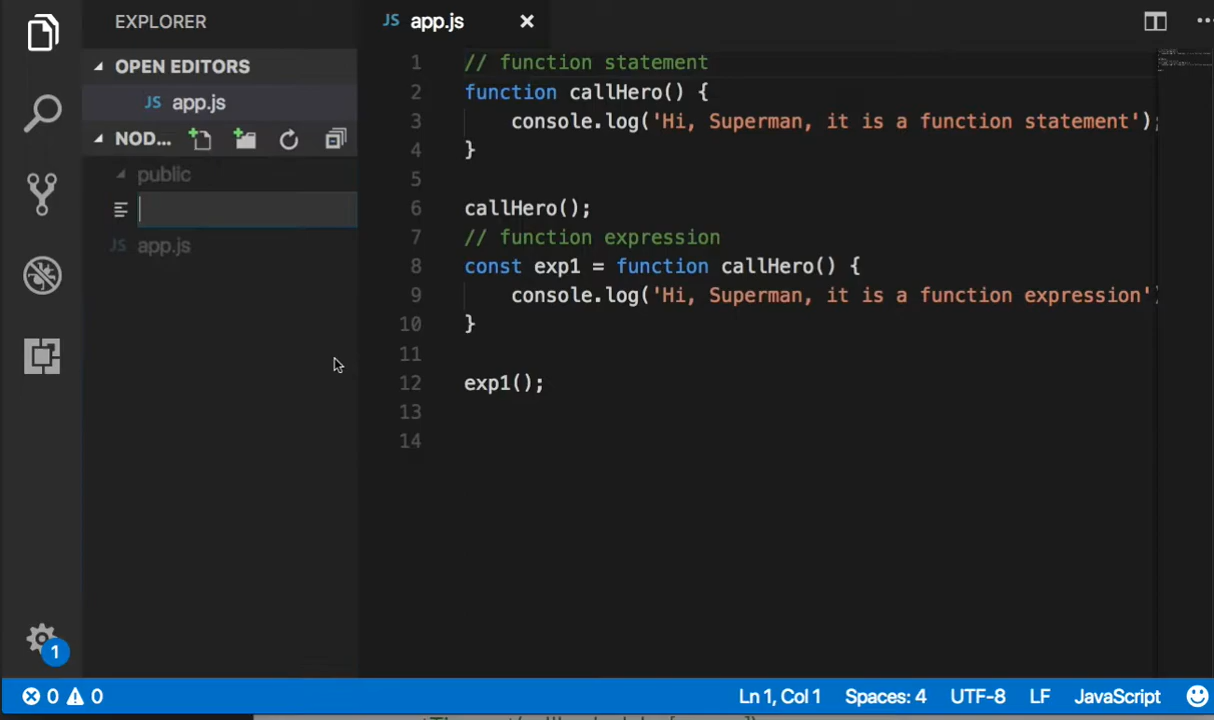 EXPLORER
OPEN EDITORS
JS app.js
NOD...
public
JS app.js
JS app.js ×
1 // function statement
2 function callHero() {
3 console.log('Hi, Superman, it is a function statement');
4 }
5
6 callHero();
7 // function expression
8 const exp1 = function callHero() {
9 console.log('Hi, Superman, it is a function expression')
10 }
11
12 exp1();
13
14
1
0 0
Ln 1, Col 1 Spaces: 4 UTF-8 LF JavaScript